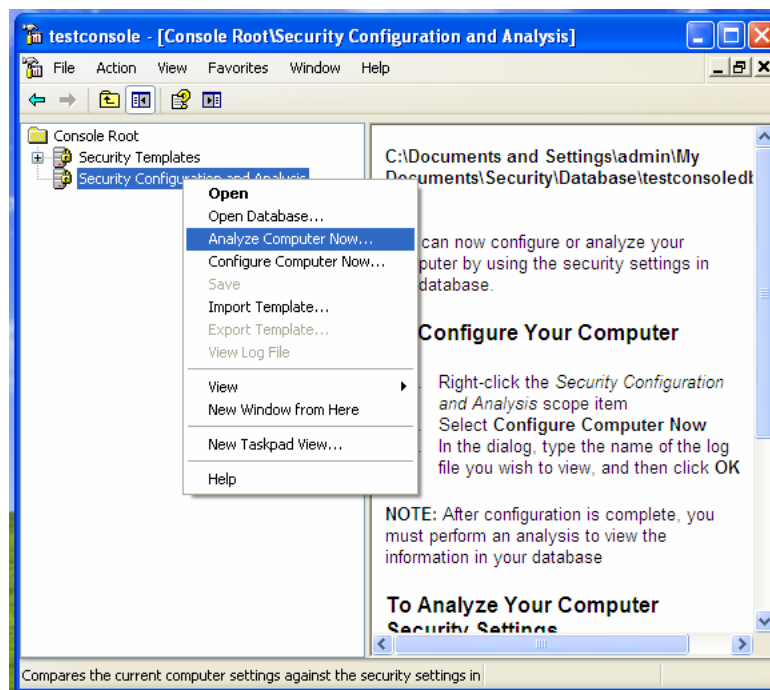 testconsole - [Console Root\Security Configuration and Analysis]
File Action View Favorites Window Help
Console Root
Security Templates
Security Configuration and Analysis
Open
Open Database...
Analyze Computer Now...
Configure Computer Now...
Save
Import Template...
Export Template...
View Log File
View
New Window from Here
New Taskpad View...
Help
C:\Documents and Settings\admin\My
Documents\Security\Database\testconsoledb
can now configure or analyze your
puter by using the security settings in
database.
Configure Your Computer
Right-click the Security Configuration
and Analysis scope item
Select Configure Computer Now
In the dialog, type the name of the log
file you wish to view, and then click OK
NOTE: After configuration is complete, you
must perform an analysis to view the
information in your database
To Analyze Your Computer
Security Settings
Compares the current computer settings against the security settings in